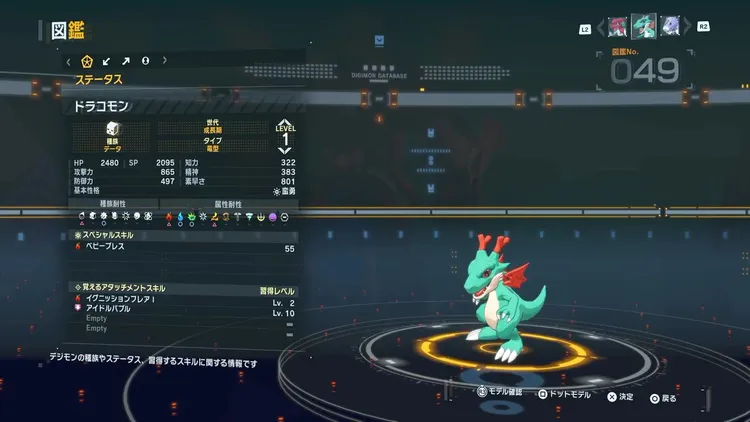 図鑑
L2
R2
図鑑No.
049
DIGIMON DATABASE
ステータス
ドラコモン
種族
データ
世代
成長期
タイプ
竜型
LEVEL
1
HP 2480 SP 2095 知力 322
攻撃力 865 精神 383
防御力 497 素早さ 801
基本性格 蛮勇
種族耐性 属性耐性
スペシャルスキル
ベビーブレス 55
覚えるアタッチメントスキル 習得レベル
イグニッションフレアⅠ Lv. 2
アイドルバブル Lv. 10
Empty
Empty
デジモンの種族やステータス、習得するスキルに関する情報です
モデル確認 ドットモデル 決定 戻る